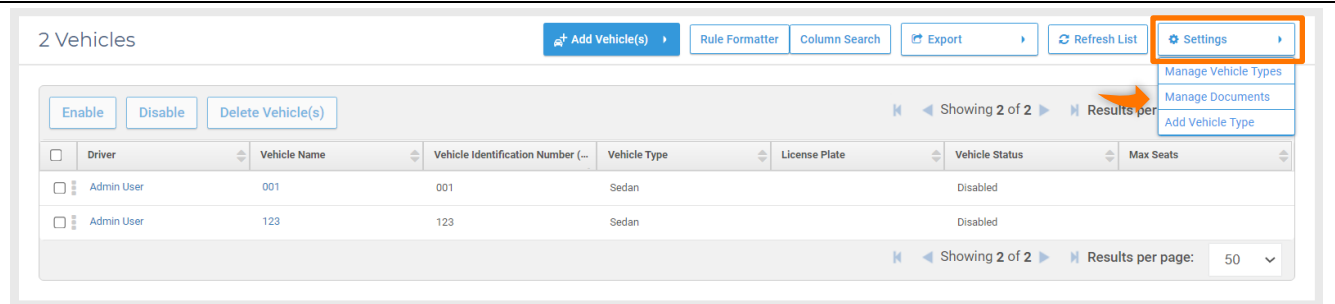 2 Vehicles
Add Vehicle(s)
Rule Formatter
Column Search
Export
Refresh List
Settings
Manage Vehicle Types
Manage Documents
Add Vehicle Type
Enable
Disable
Delete Vehicle(s)
Showing 2 of 2
Results per
Driver
Vehicle Name
Vehicle Identification Number (...
Vehicle Type
License Plate
Vehicle Status
Max Seats
Admin User
001
001
Sedan
Disabled
Admin User
123
123
Sedan
Disabled
Showing 2 of 2
Results per page:
50